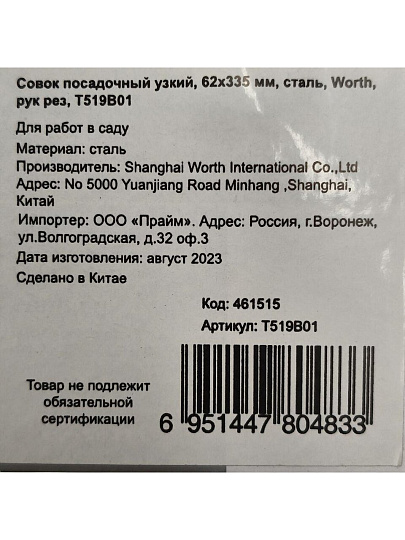 Совок посадочный узкий, 62х335 мм, сталь, Worth,
рук рез, T519B01
Для работ в саду
Материал: сталь
Производитель: Shanghai Worth International Co.,Ltd
Адрес: No 5000 Yuanjiang Road Minhang ,Shanghai,
Китай
Импортер: ООО «Прайм». Адрес: Россия, г.Воронеж,
ул.Волгоградская, д.32 оф.3
Дата изготовления: август 2023
Сделано в Китае
Код: 461515
Артикул: T519B01
Товар не подлежит
обязательной
сертификации
6 951447 804833